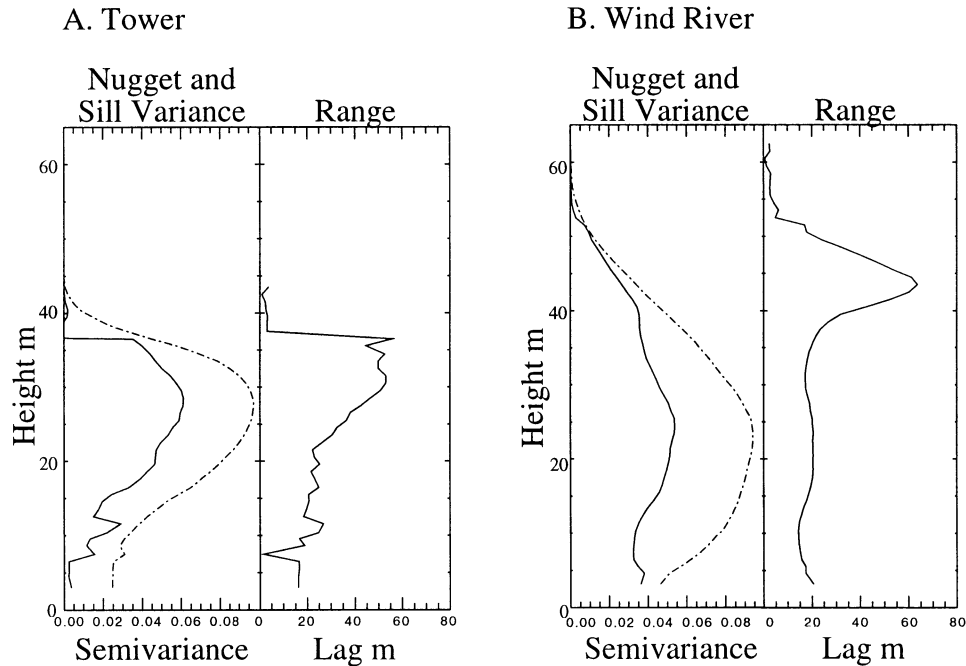 A. Tower
B. Wind River
Nugget and
Sill Variance
Range
Nugget and
Sill Variance
Range
Height m
60
40
20
0
0.00 0.02 0.04 0.06 0.08
0 20 40 60 80
Semivariance
Lag m
Height m
60
40
20
0
0.00 0.02 0.04 0.06 0.08
0 20 40 60 80
Semivariance
Lag m